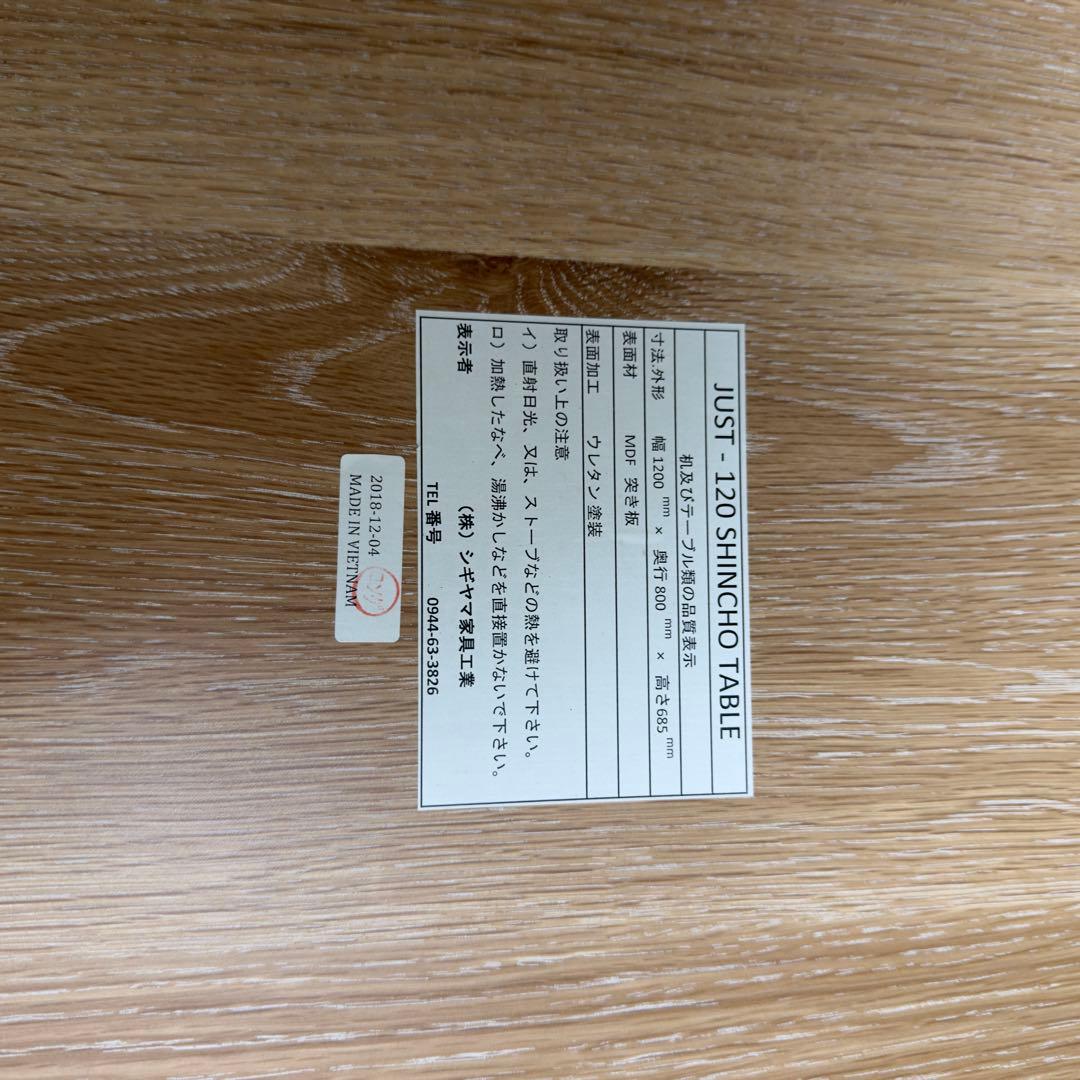 JUST - 120 SHINCHO TABLE
机及びテーブル類の品質表示
寸法.外形 幅 1200 mm × 奥行 800 mm × 高さ685 mm
表面材 MDF 突き板
表面加工 ウレタン塗装
取り扱い上の注意
イ）直射日光、又は、ストーブなどの熱を避けて下さい。
ロ）加熱したなべ、湯沸かしなどを直接置かないで下さい。
表示者 （株）シギヤマ家具工業
TEL 番号 0944-63-3826
2018-12-04
MADE IN VIETNAM